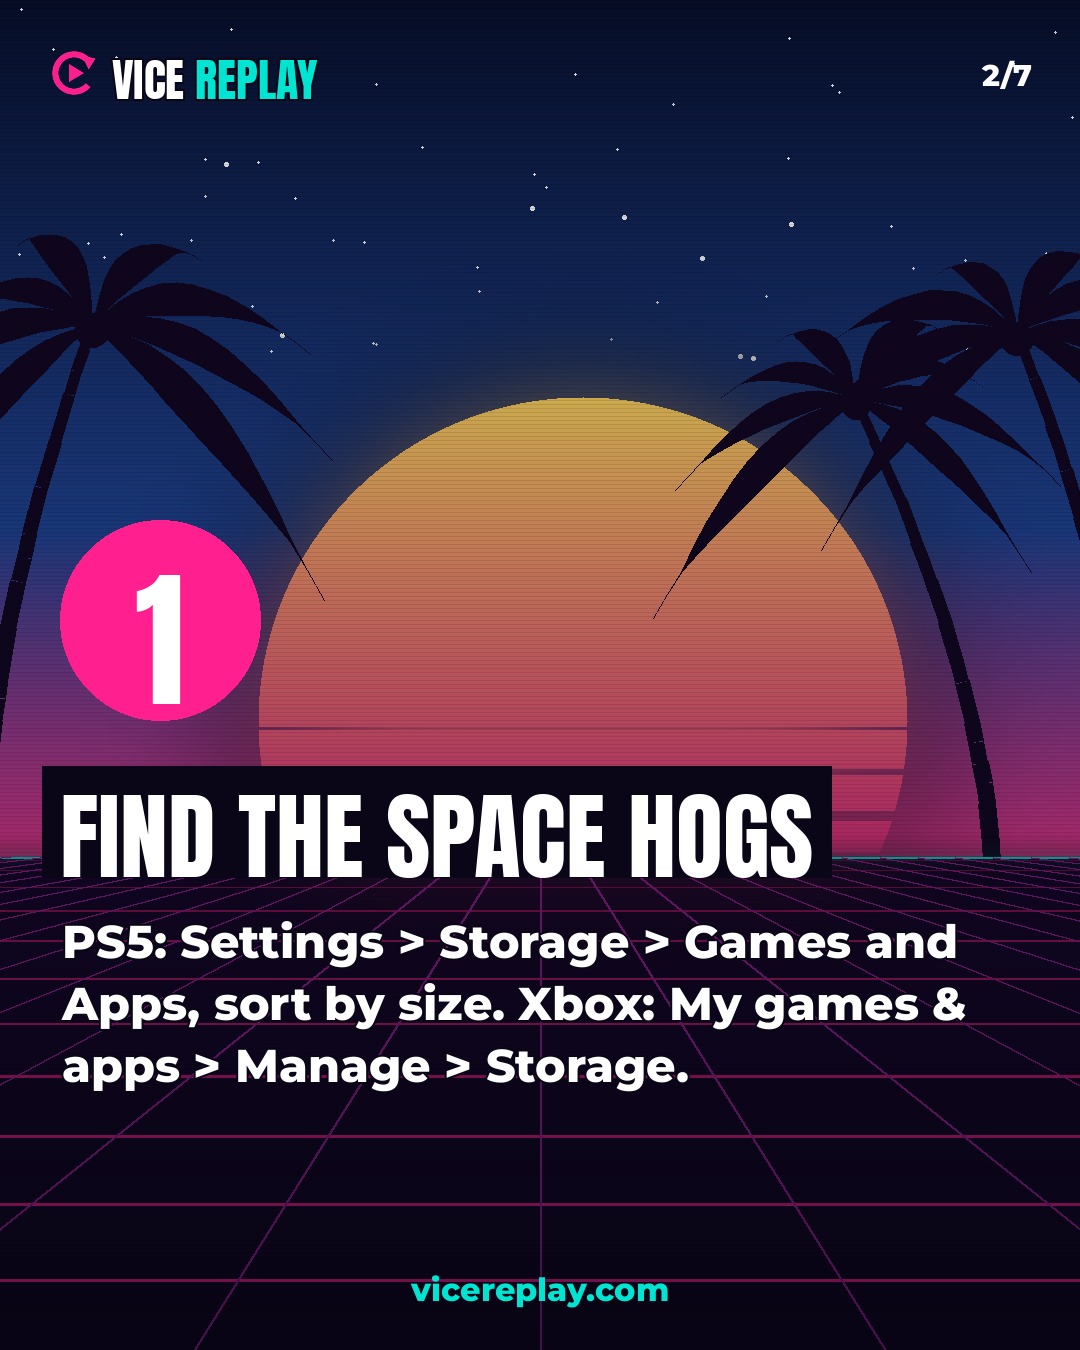 VICE REPLAY
2/7
1
FIND THE SPACE HOGS
PS5: Settings > Storage > Games and
Apps, sort by size. Xbox: My games &
apps > Manage > Storage.
vicereplay.com